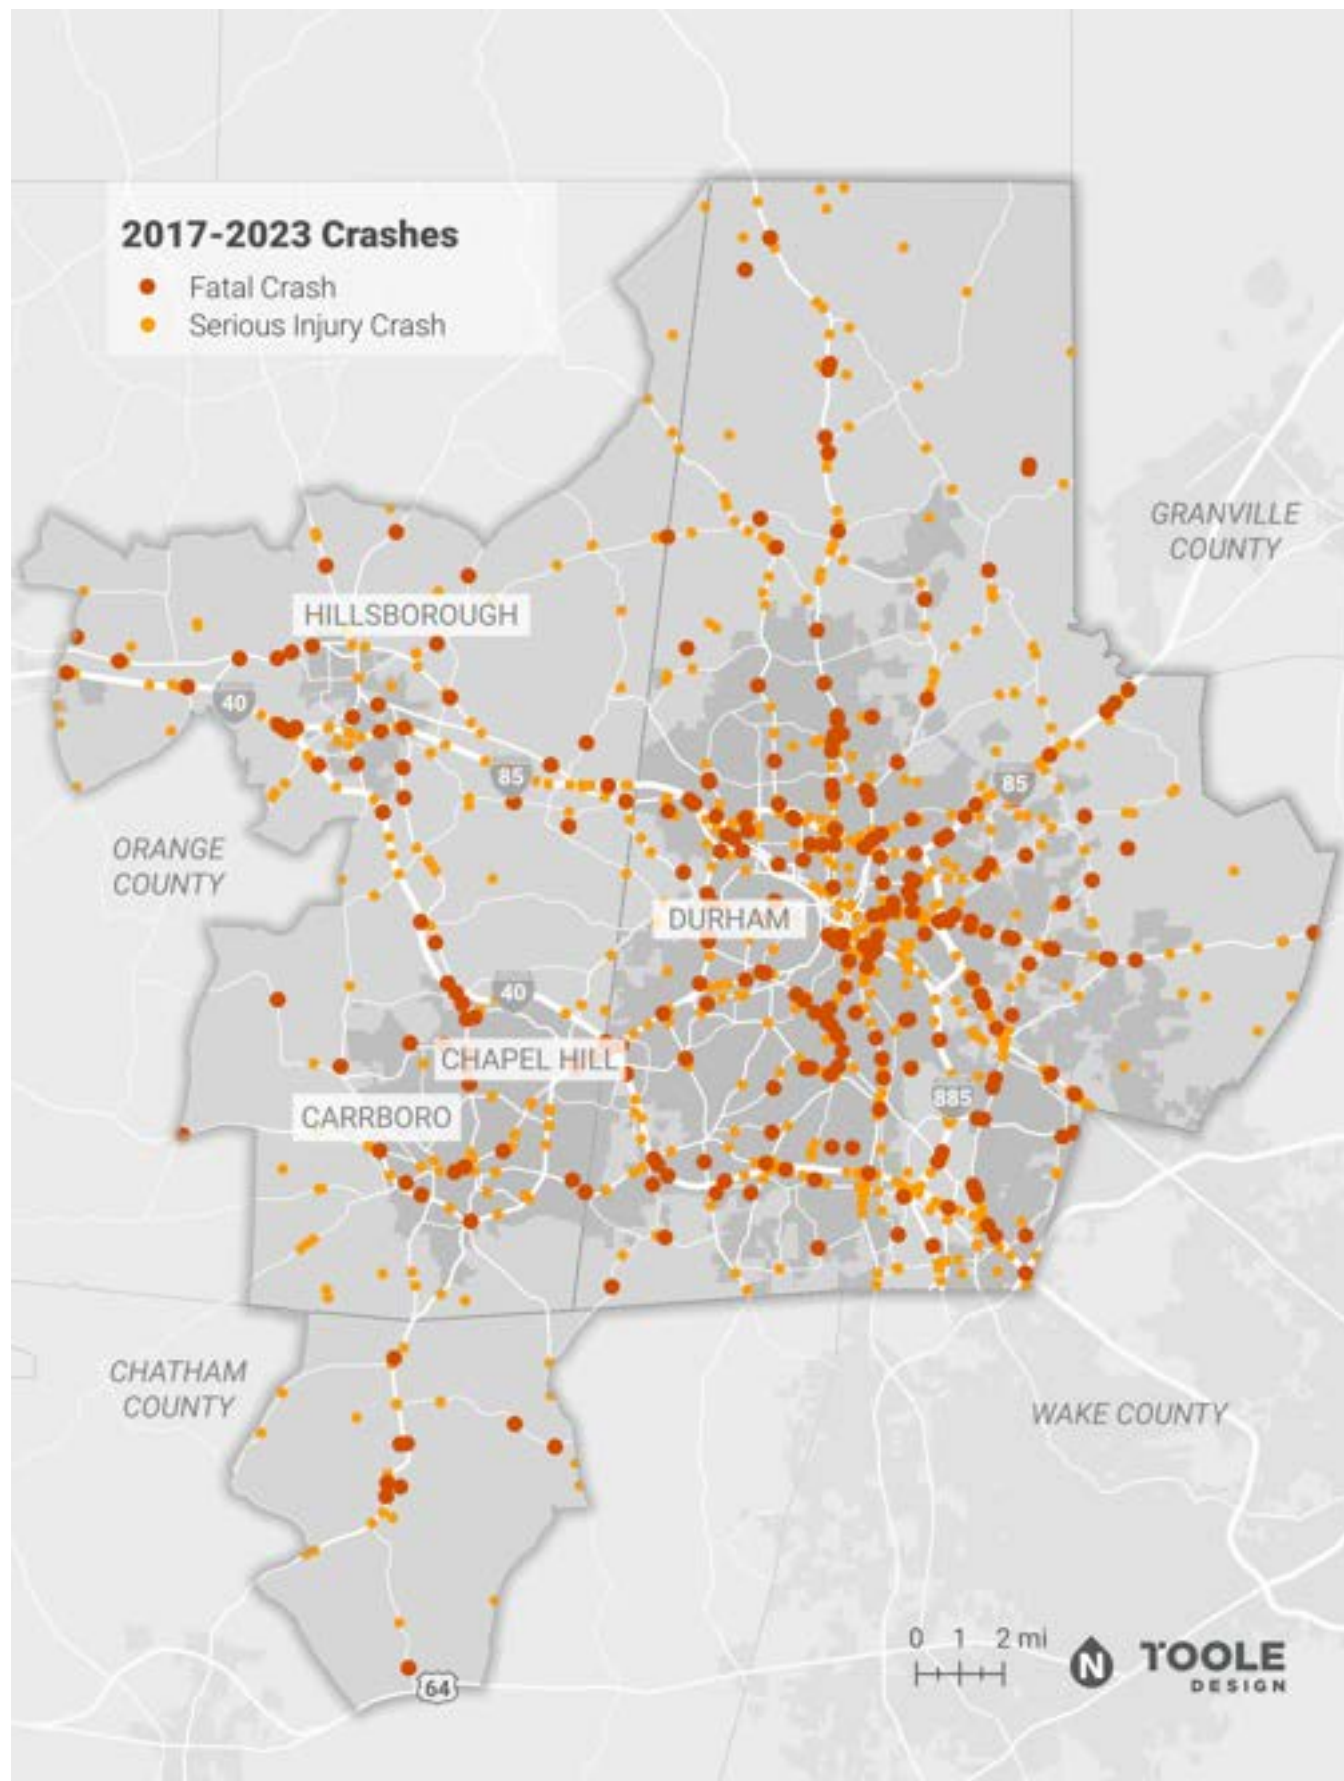 2017-2023 Crashes
Fatal Crash
Serious Injury Crash
GRANVILLE
COUNTY
HILLSBOROUGH
40
85
85
ORANGE
COUNTY
DURHAM
40
CHAPEL HILL
885
CARRBORO
CHATHAM
COUNTY
WAKE COUNTY
0 1 2 mi
N
TOOLE
DESIGN
64